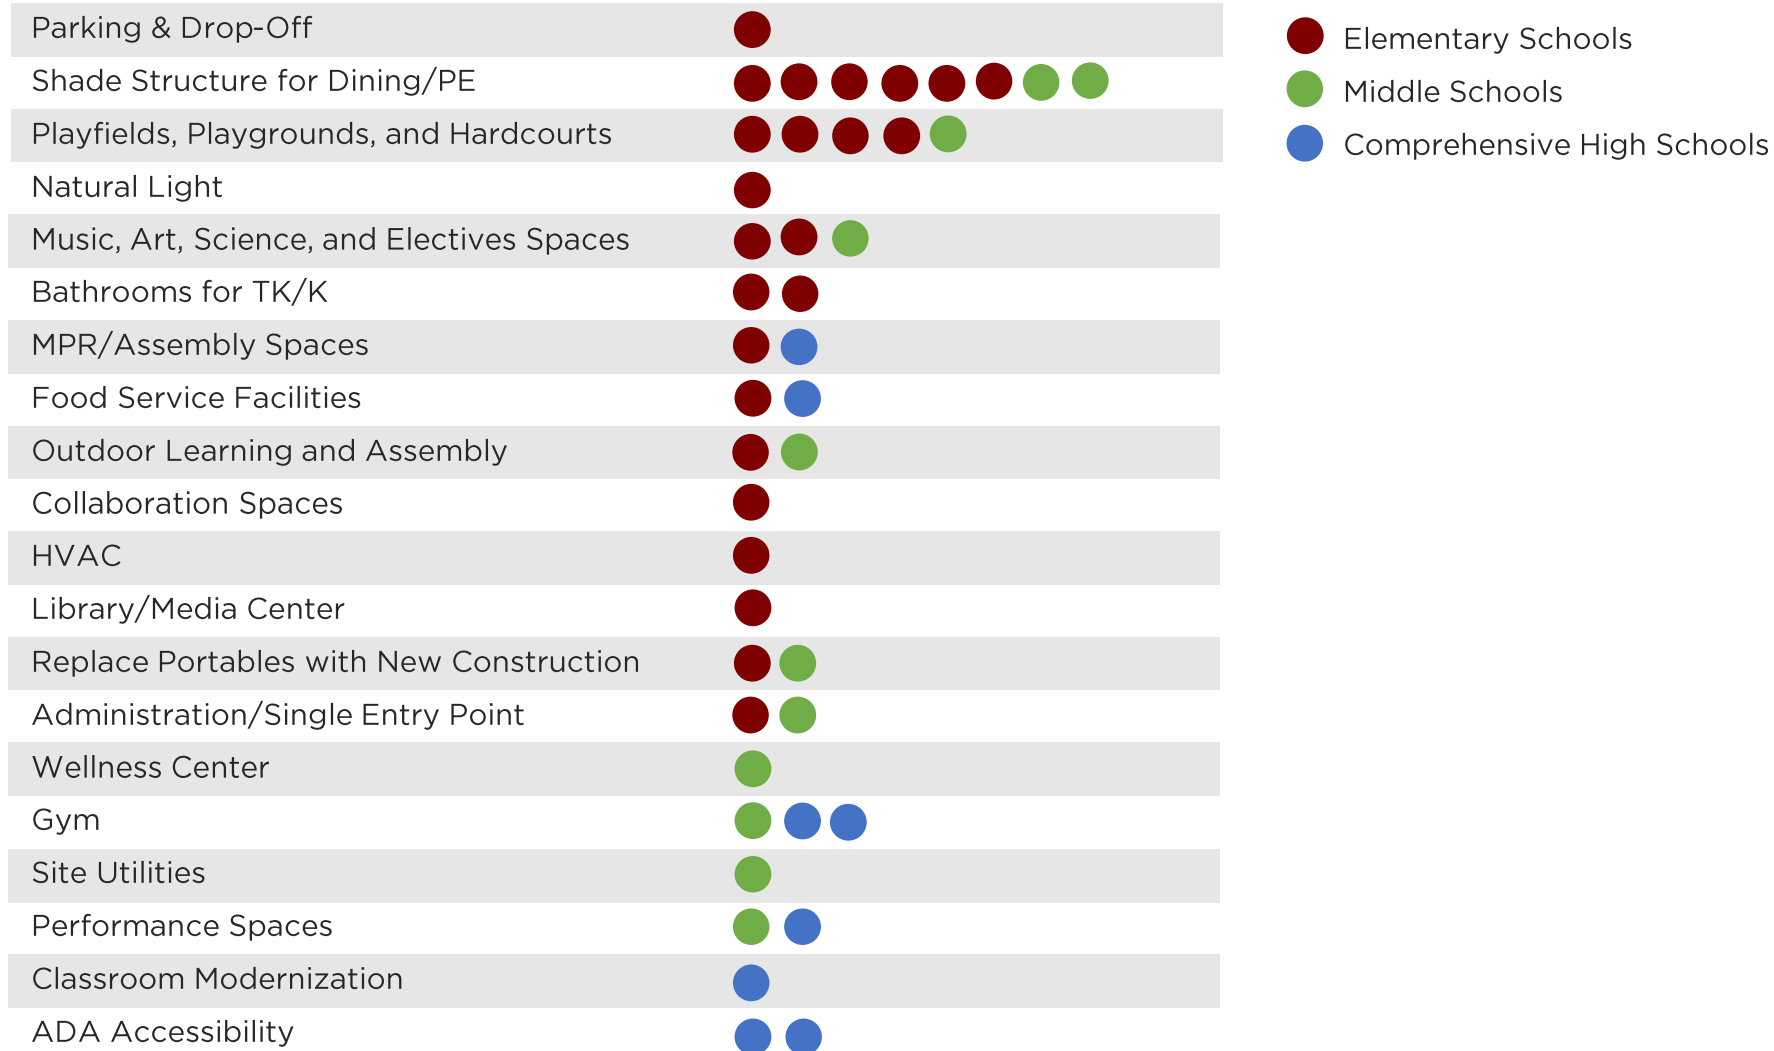 Parking & Drop-Off
Shade Structure for Dining/PE
Playfields, Playgrounds, and Hardcourts
Natural Light
Music, Art, Science, and Electives Spaces
Bathrooms for TK/K
MPR/Assembly Spaces
Food Service Facilities
Outdoor Learning and Assembly
Collaboration Spaces
HVAC
Library/Media Center
Replace Portables with New Construction
Administration/Single Entry Point
Wellness Center
Gym
Site Utilities
Performance Spaces
Classroom Modernization
ADA Accessibility
Elementary Schools
Middle Schools
Comprehensive High Schools